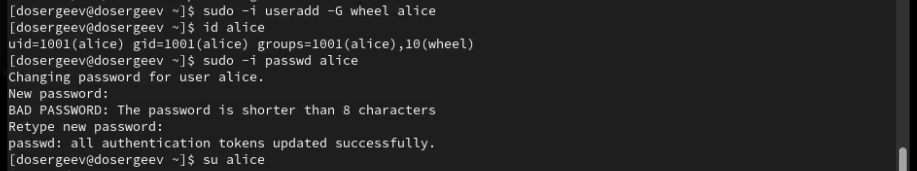 [dosergeev@dosergeev ~]$ sudo -i useradd -G wheel alice
[dosergeev@dosergeev ~]$ id alice
uid=1001(alice) gid=1001(alice) groups=1001(alice),10(wheel)
[dosergeev@dosergeev ~]$ sudo -i passwd alice
Changing password for user alice.
New password:
BAD PASSWORD: The password is shorter than 8 characters
Retype new password:
passwd: all authentication tokens updated successfully.
[dosergeev@dosergeev ~]$ su alice